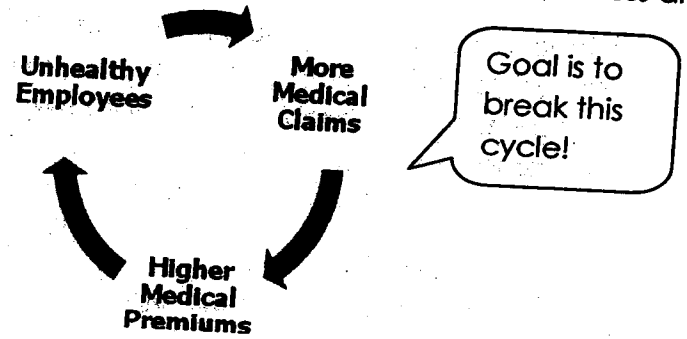 Unhealthy
Employees
More
Medical
Claims
Goal is to
break this
cycle!
Higher
Medical
Premiums